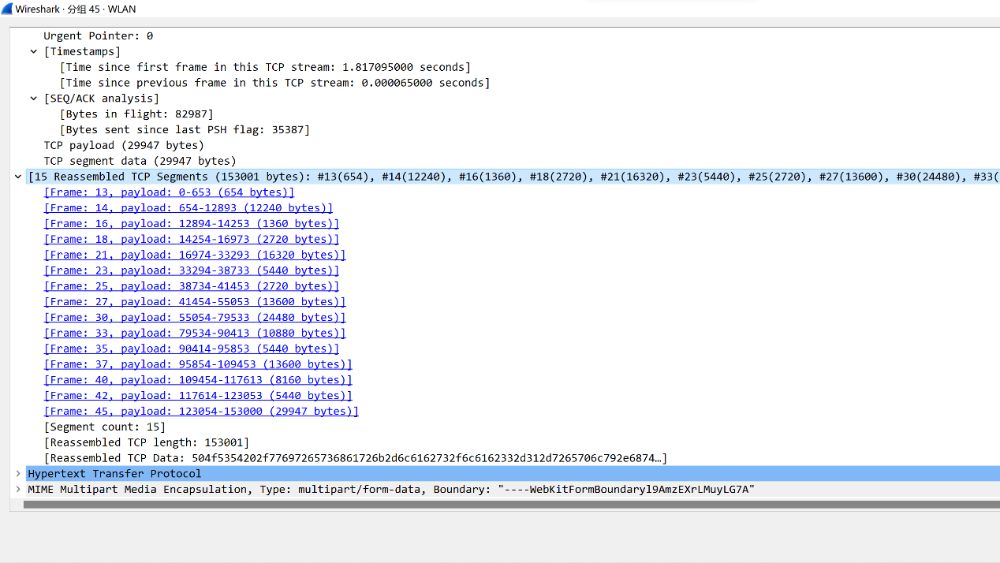 Wireshark · 分组 45 · WLAN
Urgent Pointer: 0
[Timestamps]
[Time since first frame in this TCP stream: 1.817095000 seconds]
[Time since previous frame in this TCP stream: 0.000065000 seconds]
[SEQ/ACK analysis]
[Bytes in flight: 82987]
[Bytes sent since last PSH flag: 35387]
TCP payload (29947 bytes)
TCP segment data (29947 bytes)
[15 Reassembled TCP Segments (153001 bytes): #13(654), #14(12240), #16(1360), #18(2720), #21(16320), #23(5440), #25(2720), #27(13600), #30(24480), #33(
[Frame: 13, payload: 0-653 (654 bytes)]
[Frame: 14, payload: 654-12893 (12240 bytes)]
[Frame: 16, payload: 12894-14253 (1360 bytes)]
[Frame: 18, payload: 14254-16973 (2720 bytes)]
[Frame: 21, payload: 16974-33293 (16320 bytes)]
[Frame: 23, payload: 33294-38733 (5440 bytes)]
[Frame: 25, payload: 38734-41453 (2720 bytes)]
[Frame: 27, payload: 41454-55053 (13600 bytes)]
[Frame: 30, payload: 55054-79533 (24480 bytes)]
[Frame: 33, payload: 79534-90413 (10880 bytes)]
[Frame: 35, payload: 90414-95853 (5440 bytes)]
[Frame: 37, payload: 95854-109453 (13600 bytes)]
[Frame: 40, payload: 109454-117613 (8160 bytes)]
[Frame: 42, payload: 117614-123053 (5440 bytes)]
[Frame: 45, payload: 123054-153000 (29947 bytes)]
[Segment count: 15]
[Reassembled TCP length: 153001]
[Reassembled TCP Data: 504f5354202f77697265736861726b2d6c6162732f6c6162332d312d7265706c792e6874…]
Hypertext Transfer Protocol
MIME Multipart Media Encapsulation, Type: multipart/form-data, Boundary: "----WebKitFormBoundaryl9AmzEXrLMuyLG7A"